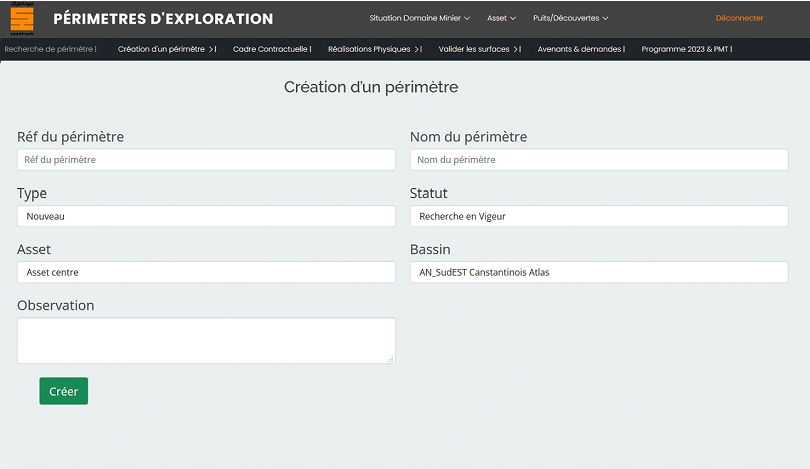 PÉRIMETRES D'EXPLORATION
Situation Domaine Minier Asset Puits/Découvertes Déconnecter
Recherche de périmétre | Création d'un périmètre > | Cadre Contractuelle | Réalisations Physiques > | Valider les surfaces > | Avenants & demandes | Programme 2023 & PMT |
Création d'un périmètre
Réf du périmètre Nom du périmètre
Réf du périmètre Nom du périmètre
Type Statut
Nouveau Recherche en Vigeur
Asset Bassin
Asset centre AN_SudEST Canstantinois Atlas
Observation
Créer